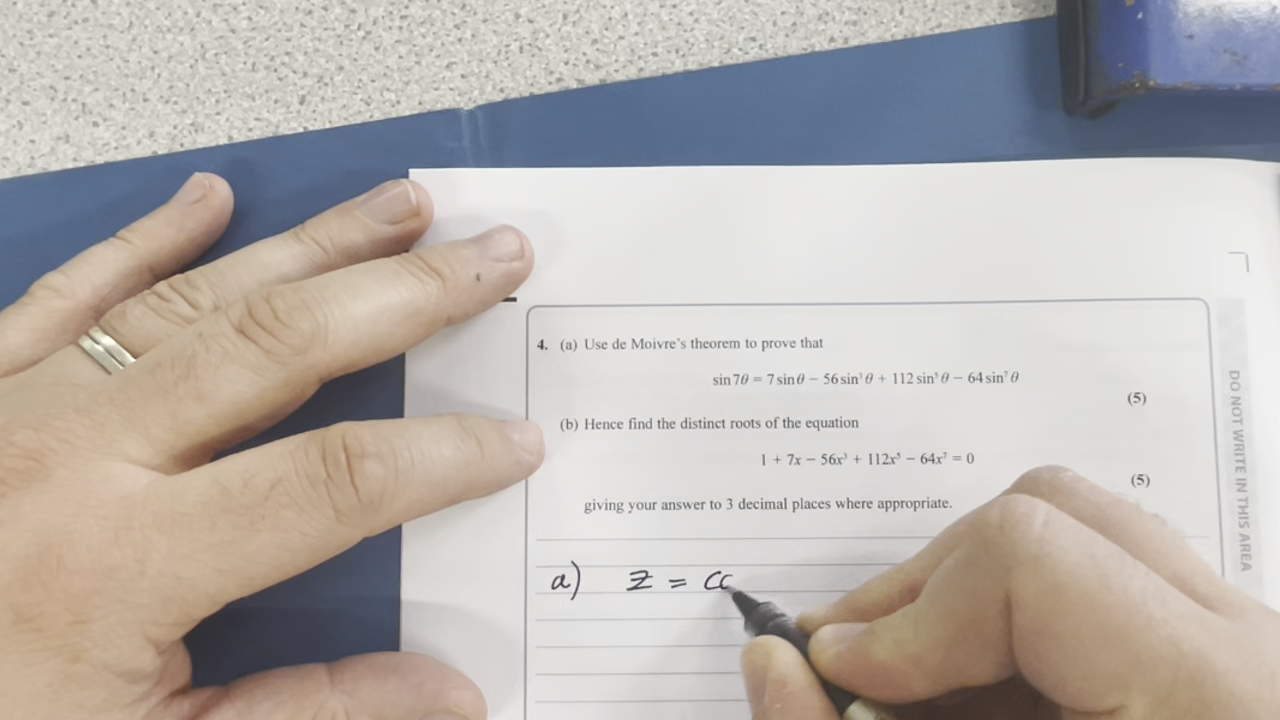 4. (a) Use de Moivre's theorem to prove that
sin 7θ = 7 sin θ − 56 sin³ θ + 112 sin⁵ θ − 64 sin⁷ θ
(5)
(b) Hence find the distinct roots of the equation
1 + 7x − 56x³ + 112x⁵ − 64x⁷ = 0
(5)
giving your answer to 3 decimal places where appropriate.
a) z = co
DO NOT WRITE IN THIS AREA